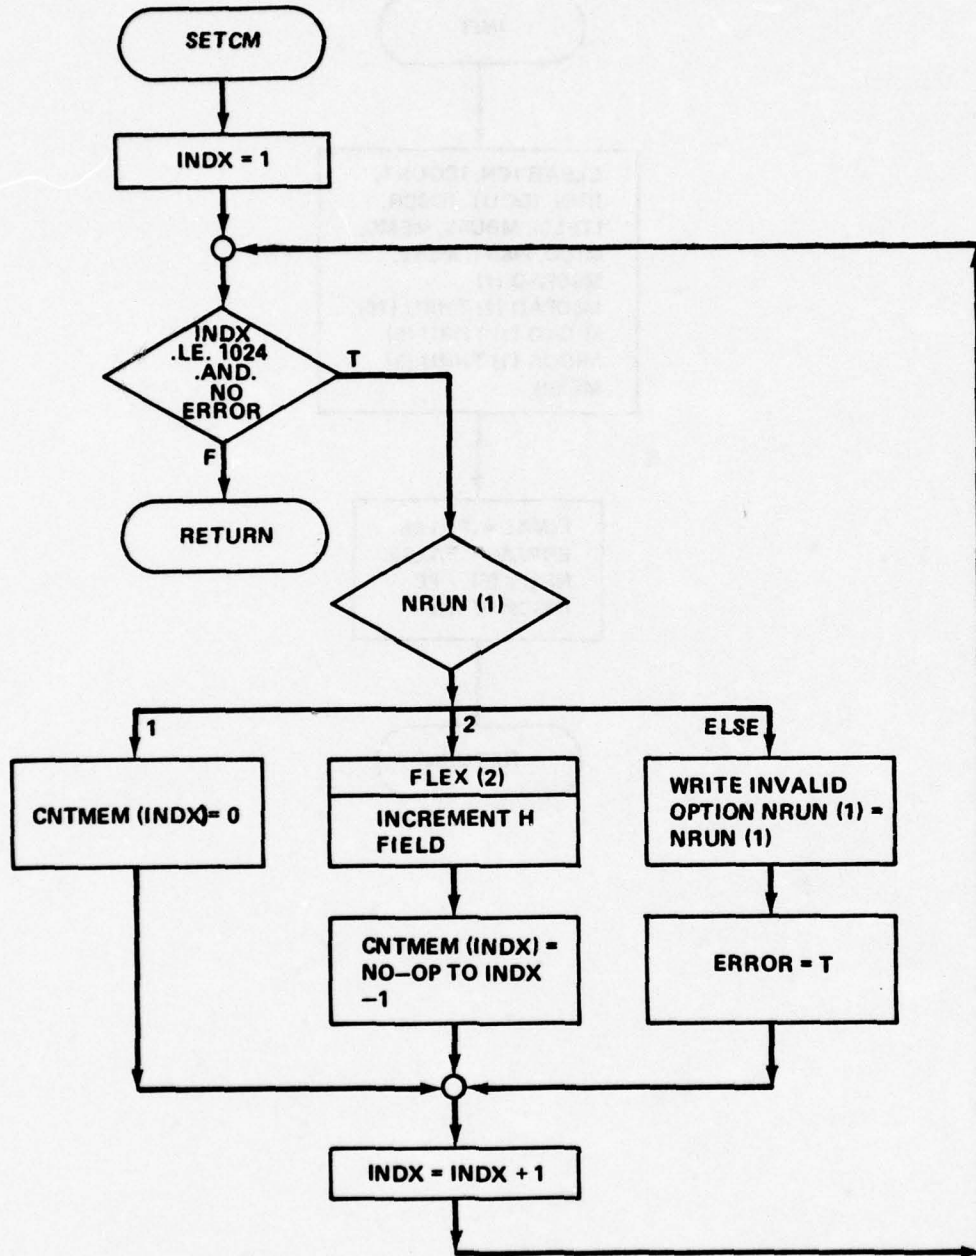 SETCM
INDX = 1
INDX
.LE. 1024
.AND.
NO
ERROR
T
F
RETURN
NRUN (1)
1
2
ELSE
CNTMEM (INDX) = 0
FLEX (2)
INCREMENT H
FIELD
WRITE INVALID
OPTION NRUN (1) =
NRUN (1)
CNTMEM (INDX) =
NO-OP TO INDX
-1
ERROR = T
INDX = INDX + 1